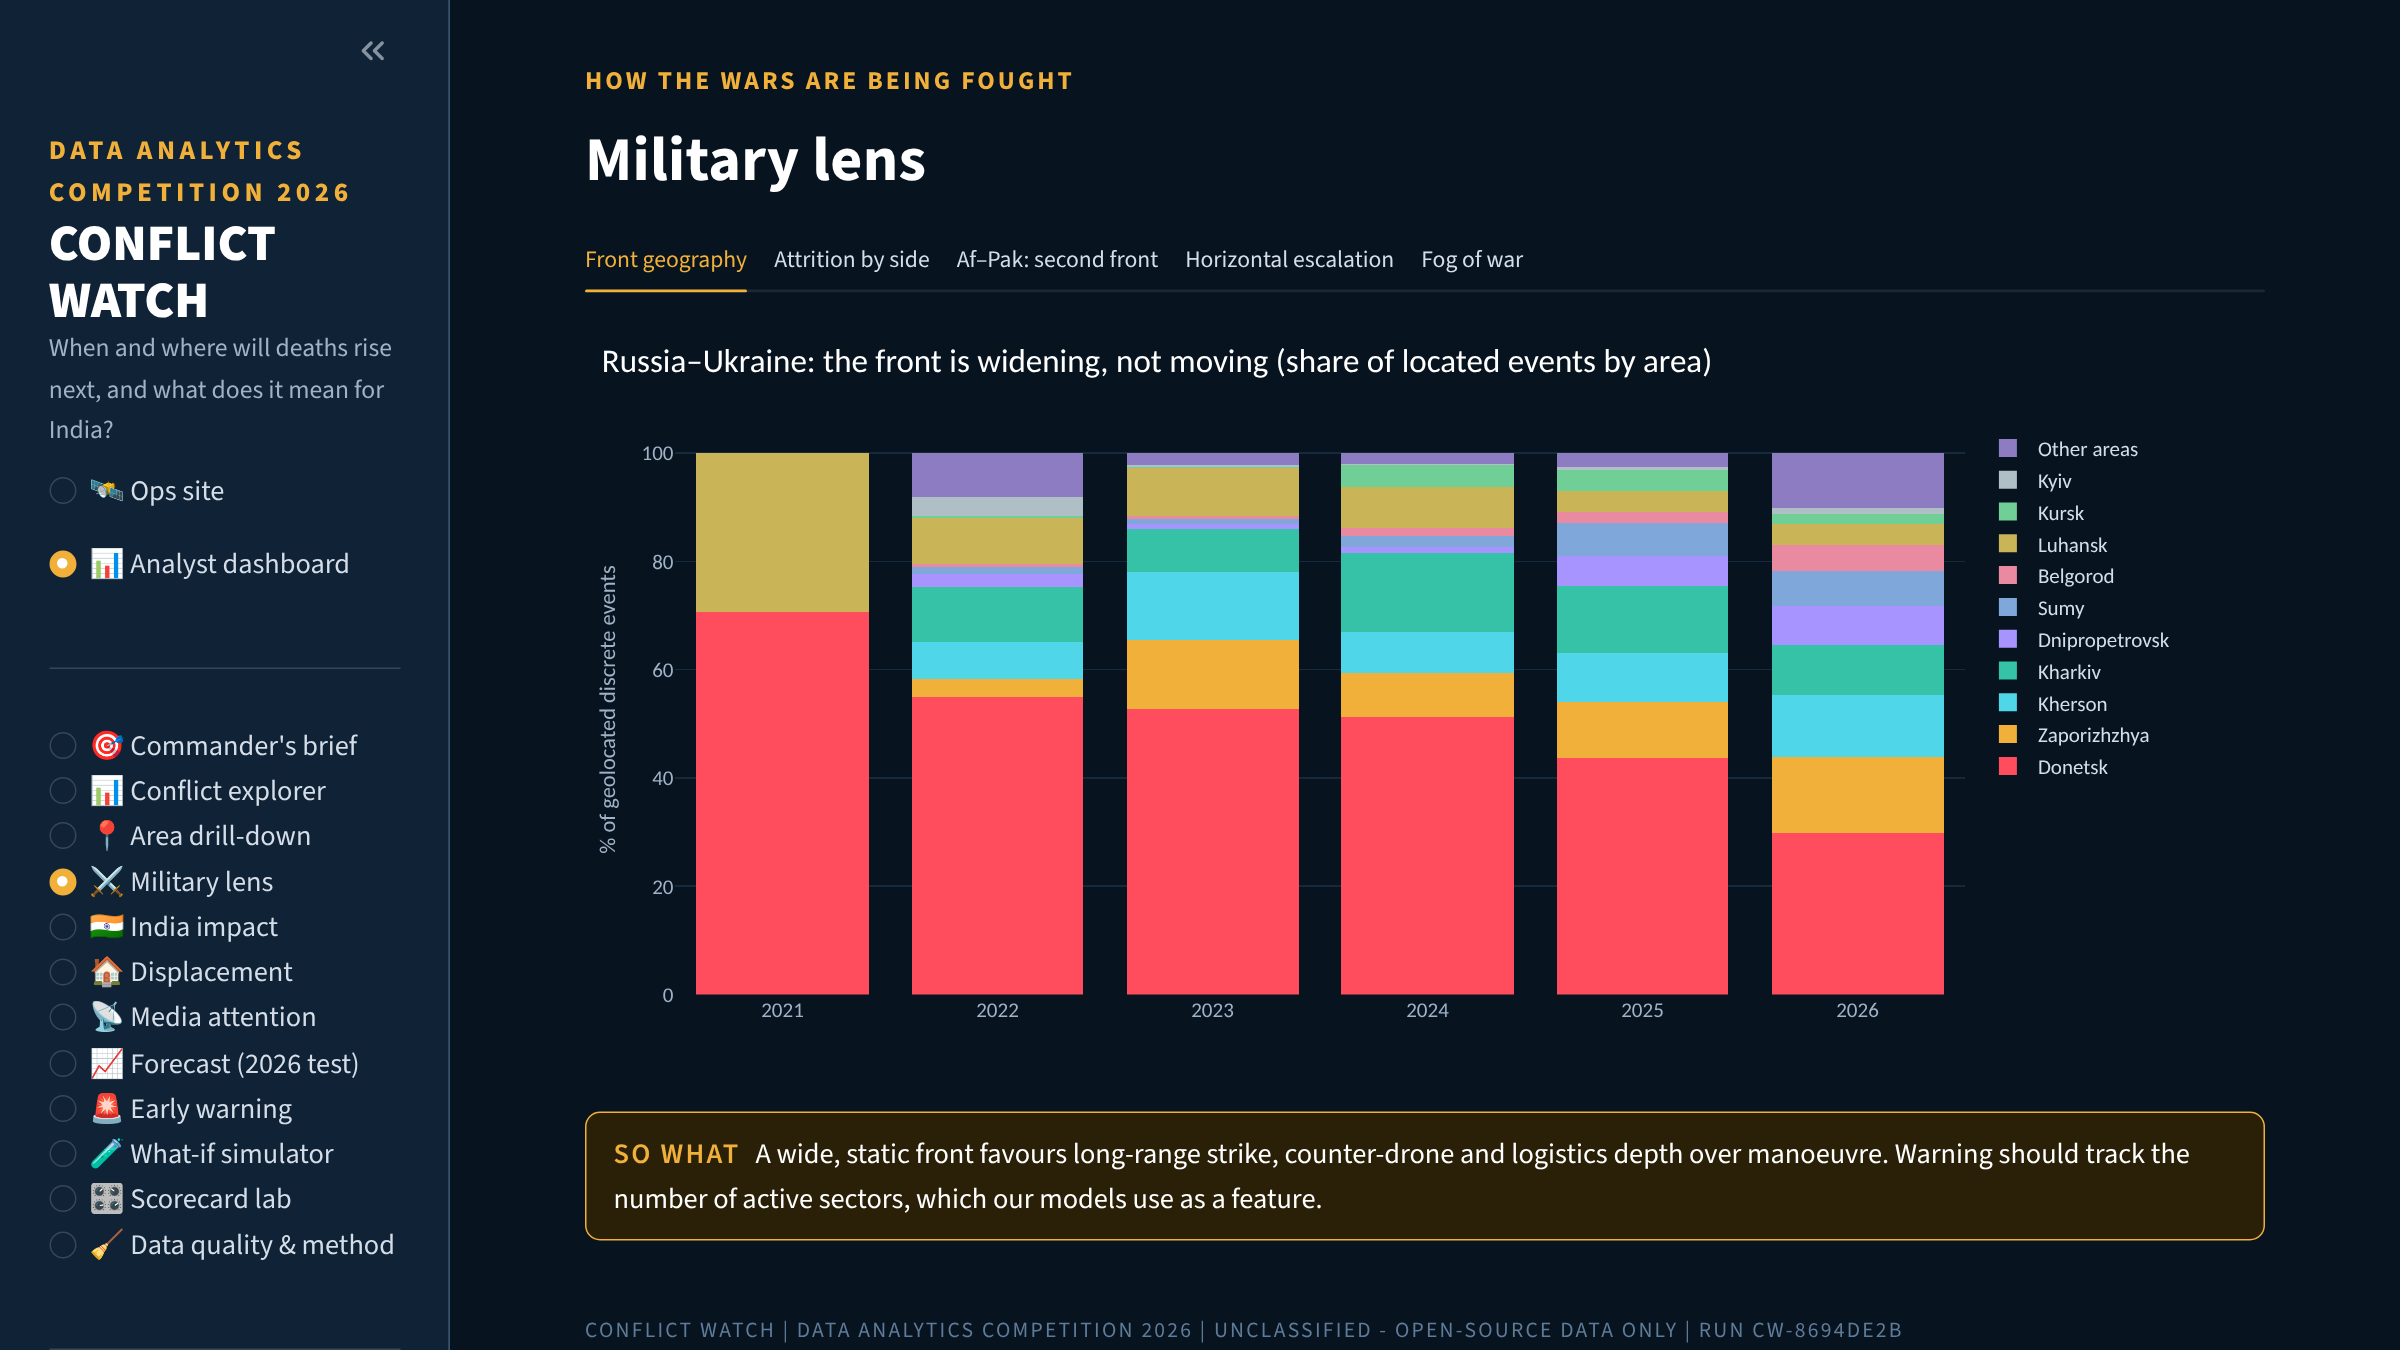 DATA ANALYTICS
COMPETITION 2026
CONFLICT
WATCH
When and where will deaths rise
next, and what does it mean for
India?
Ops site
Analyst dashboard
Commander's brief
Conflict explorer
Area drill-down
Military lens
India impact
Displacement
Media attention
Forecast (2026 test)
Early warning
What-if simulator
Scorecard lab
Data quality & method
HOW THE WARS ARE BEING FOUGHT
Military lens
Front geography Attrition by side Af–Pak: second front Horizontal escalation Fog of war
Russia–Ukraine: the front is widening, not moving (share of located events by area)
% of geolocated discrete events
100
80
60
40
20
0
2021 2022 2023 2024 2025 2026
Other areas
Kyiv
Kursk
Luhansk
Belgorod
Sumy
Dnipropetrovsk
Kharkiv
Kherson
Zaporizhzhya
Donetsk
SO WHAT A wide, static front favours long-range strike, counter-drone and logistics depth over manoeuvre. Warning should track the
number of active sectors, which our models use as a feature.
CONFLICT WATCH | DATA ANALYTICS COMPETITION 2026 | UNCLASSIFIED - OPEN-SOURCE DATA ONLY | RUN CW-8694DE2B